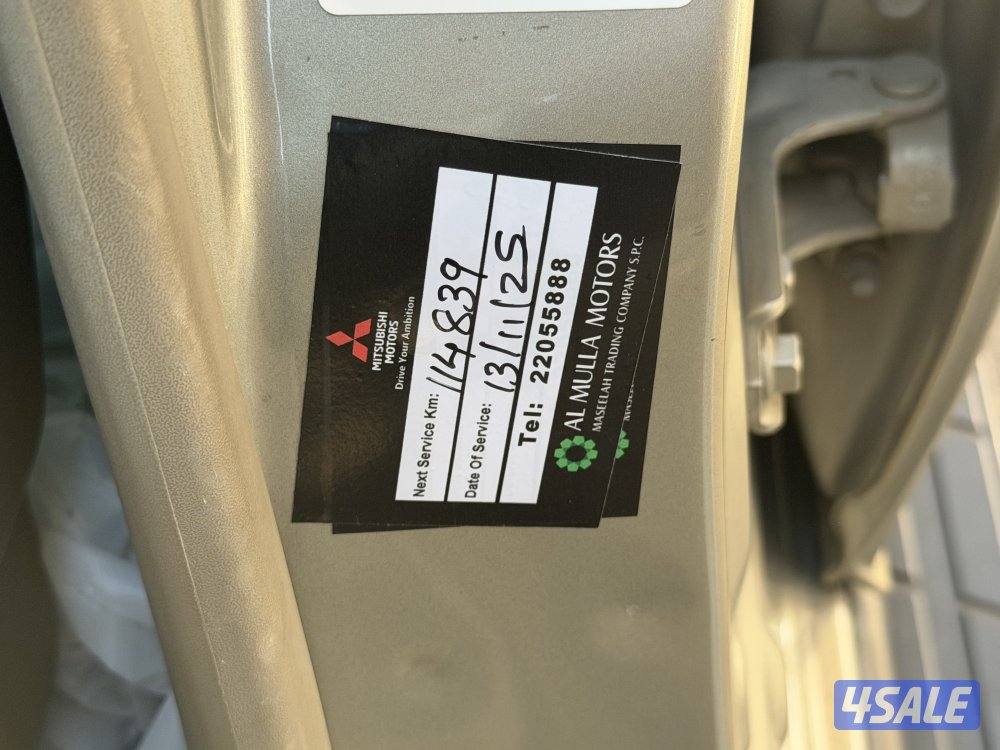 MITSUBISHI
MOTORS
Drive Your Ambition
Next Service Km: 114839
Date Of Service: 13/11/25
Tel: 22055888
AL MULLA MOTORS
MASEELAH TRADING COMPANY S.P.C.
4SALE